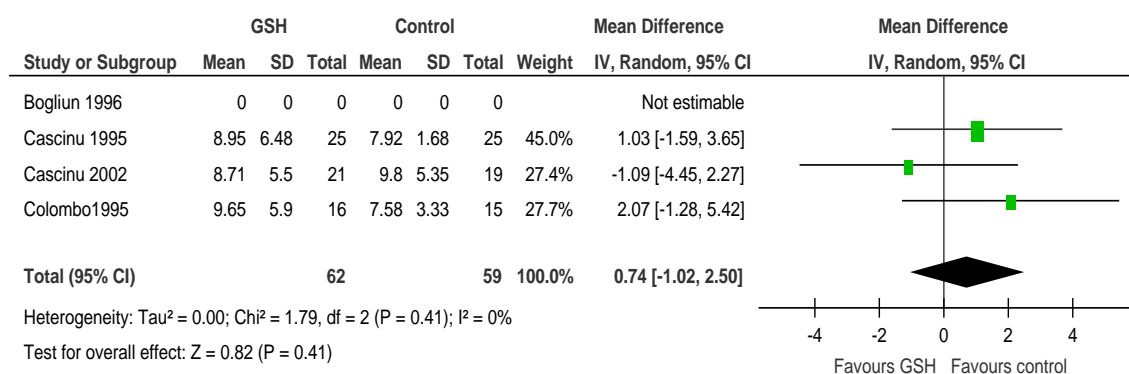 GSH Control Mean Difference Mean Difference
Study or Subgroup Mean SD Total Mean SD Total Weight IV, Random, 95% CI IV, Random, 95% CI
Bogliun 1996 0 0 0 0 0 0 Not estimable
Cascinu 1995 8.95 6.48 25 7.92 1.68 25 45.0% 1.03 [-1.59, 3.65]
Cascinu 2002 8.71 5.5 21 9.8 5.35 19 27.4% -1.09 [-4.45, 2.27]
Colombo1995 9.65 5.9 16 7.58 3.33 15 27.7% 2.07 [-1.28, 5.42]
Total (95% CI) 62 59 100.0% 0.74 [-1.02, 2.50]
Heterogeneity: Tau² = 0.00; Chi² = 1.79, df = 2 (P = 0.41); I² = 0%
Test for overall effect: Z = 0.82 (P = 0.41)
-4 -2 0 2 4
Favours GSH Favours control